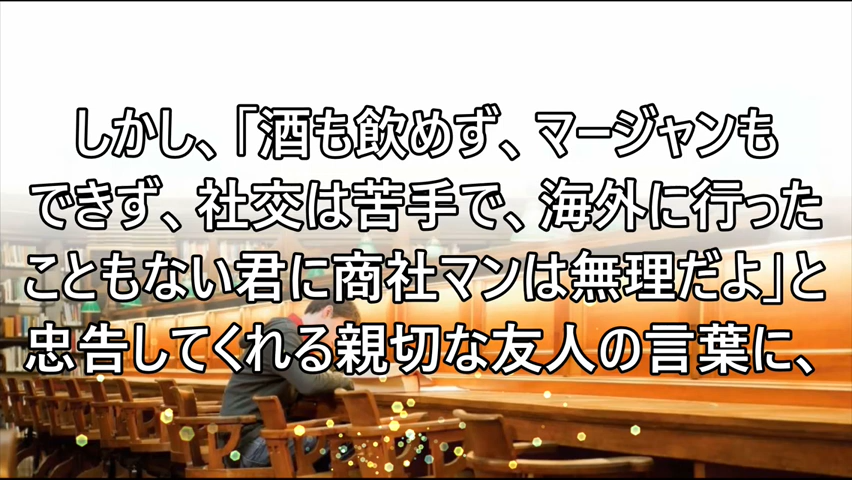 しかし、「酒も飲めず、マージャンも
できず、社交は苦手で、海外に行った
こともない君に商社マンは無理だよ」と
忠告してくれる親切な友人の言葉に、